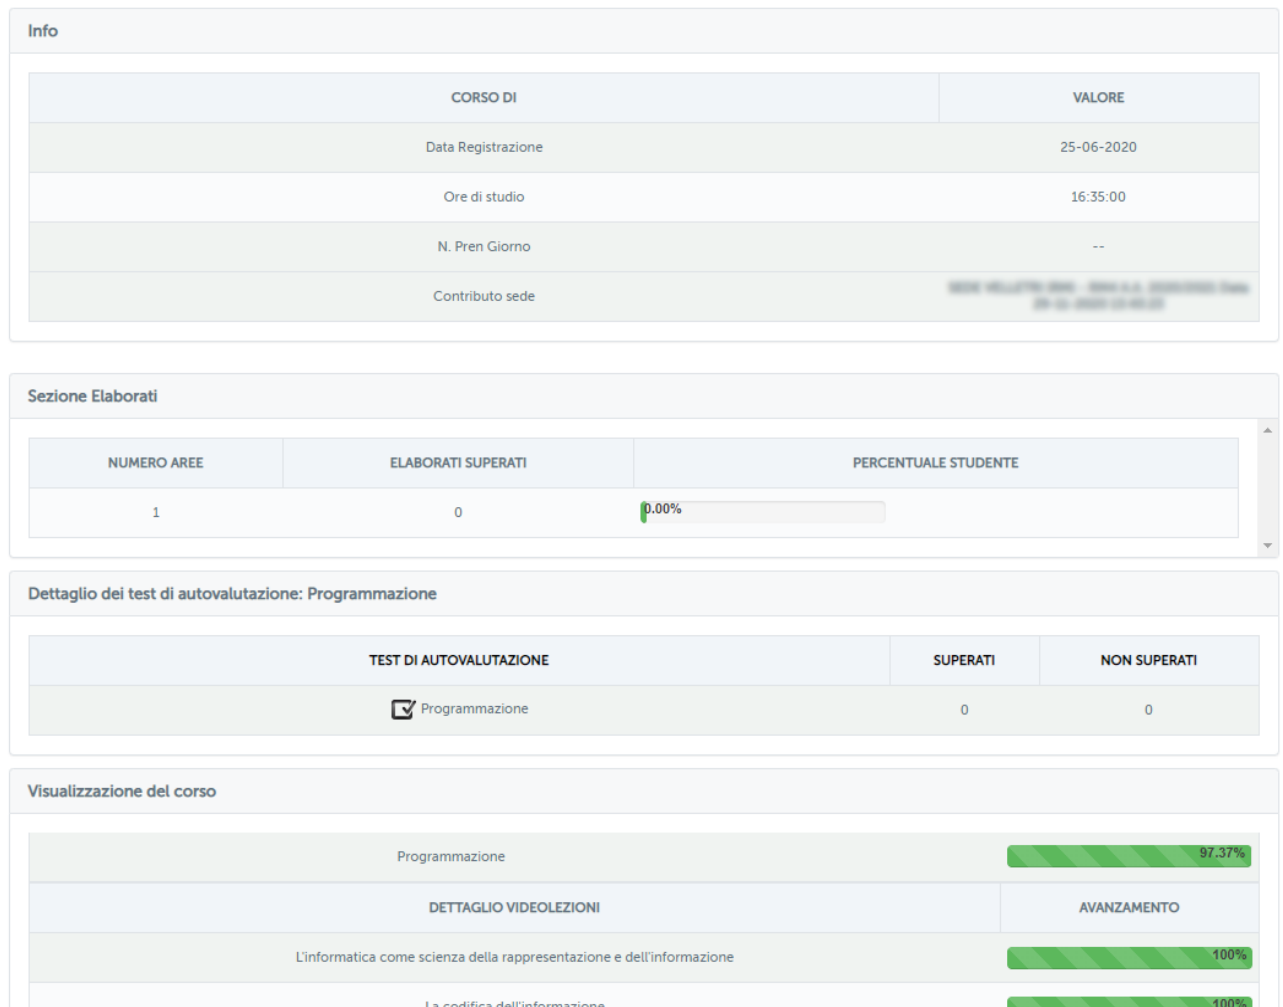 Info
CORSO DI VALORE
Data Registrazione 25-06-2020
Ore di studio 16:35:00
N. Pren Giorno --
Contributo sede
Sezione Elaborati
NUMERO AREE ELABORATI SUPERATI PERCENTUALE STUDENTE
1 0 0.00%
Dettaglio dei test di autovalutazione: Programmazione
TEST DI AUTOVALUTAZIONE SUPERATI NON SUPERATI
Programmazione 0 0
Visualizzazione del corso
Programmazione 97.37%
DETTAGLIO VIDEOLEZIONI AVANZAMENTO
L'informatica come scienza della rappresentazione e dell'informazione 100%
La codifica dell'informazione 100%